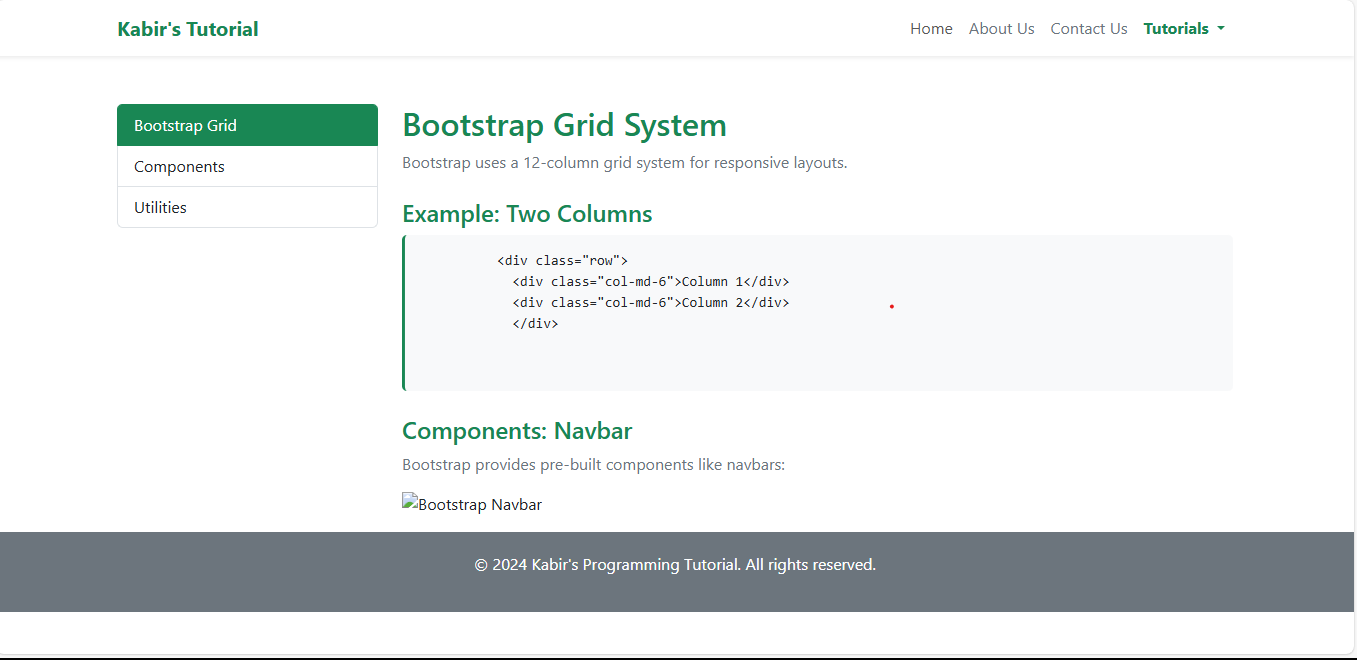 Kabir's Tutorial
Home About Us Contact Us Tutorials
Bootstrap Grid
Components
Utilities
Bootstrap Grid System
Bootstrap uses a 12-column grid system for responsive layouts.
Example: Two Columns
<div class="row">
<div class="col-md-6">Column 1</div>
<div class="col-md-6">Column 2</div>
</div>
Components: Navbar
Bootstrap provides pre-built components like navbars:
Bootstrap Navbar
© 2024 Kabir's Programming Tutorial. All rights reserved.